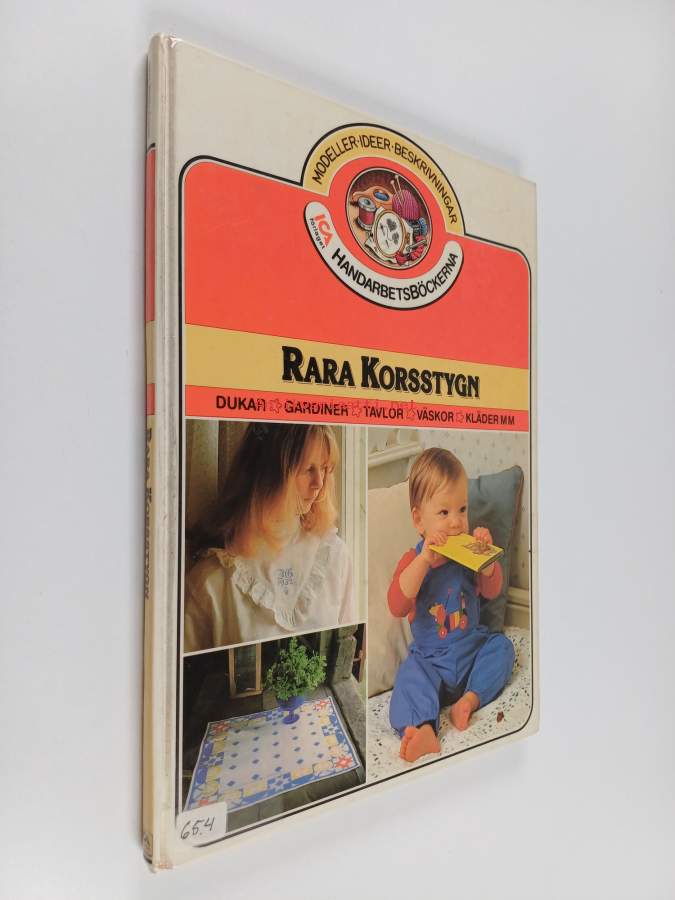 MODELLER·IDEER·BESKRIVNINGAR
ICA
förlaget
HANDARBETSBÖCKERNA
RARA KORSSTYGN
DUKAR ☆ GARDINER ☆ TAVLOR ☆ VÄSKOR ☆ KLÄDER M M
RARA KORSSTYGN
65.4